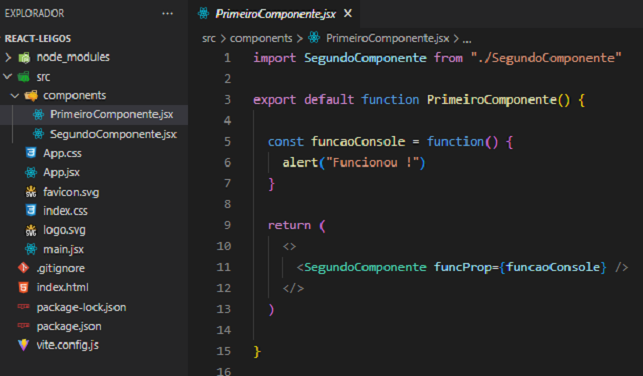 EXPLORADOR
REACT-LEIGOS
node_modules
src
components
PrimeiroComponente.jsx
SegundoComponente.jsx
App.css
App.jsx
favicon.svg
index.css
logo.svg
main.jsx
.gitignore
index.html
package-lock.json
package.json
vite.config.js
PrimeiroComponente.jsx
src > components > PrimeiroComponente.jsx > ...
1 import SegundoComponente from "./SegundoComponente"
2
3 export default function PrimeiroComponente() {
4
5 const funcaoConsole = function() {
6 alert("Funcionou !")
7 }
8
9 return (
10 <>
11 <SegundoComponente funcProp={funcaoConsole} />
12 </>
13 )
14
15 }
16